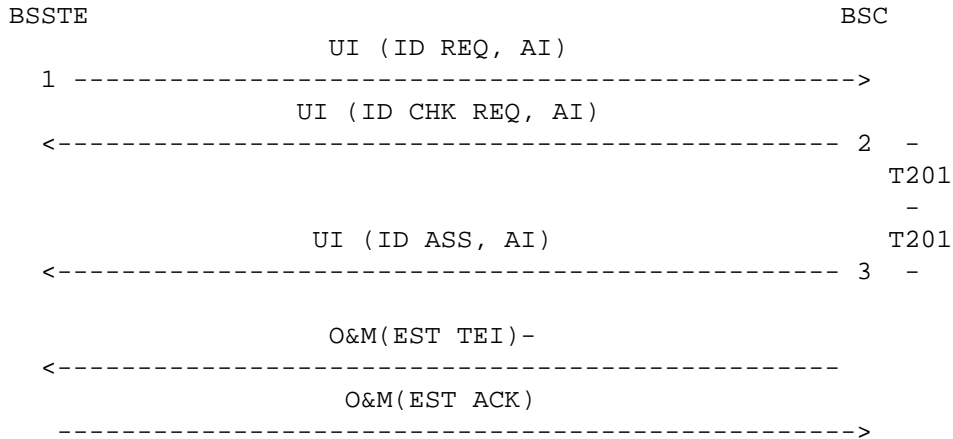 BSSTE BSC
UI (ID REQ, AI)
1 ------------------------------------------------->
UI (ID CHK REQ, AI)
<------------------------------------------------- 2 -
T201
-
UI (ID ASS, AI) T201
<------------------------------------------------- 3 -
O&M(EST TEI)-
<-------------------------------------------------
O&M(EST ACK)
-------------------------------------------------->